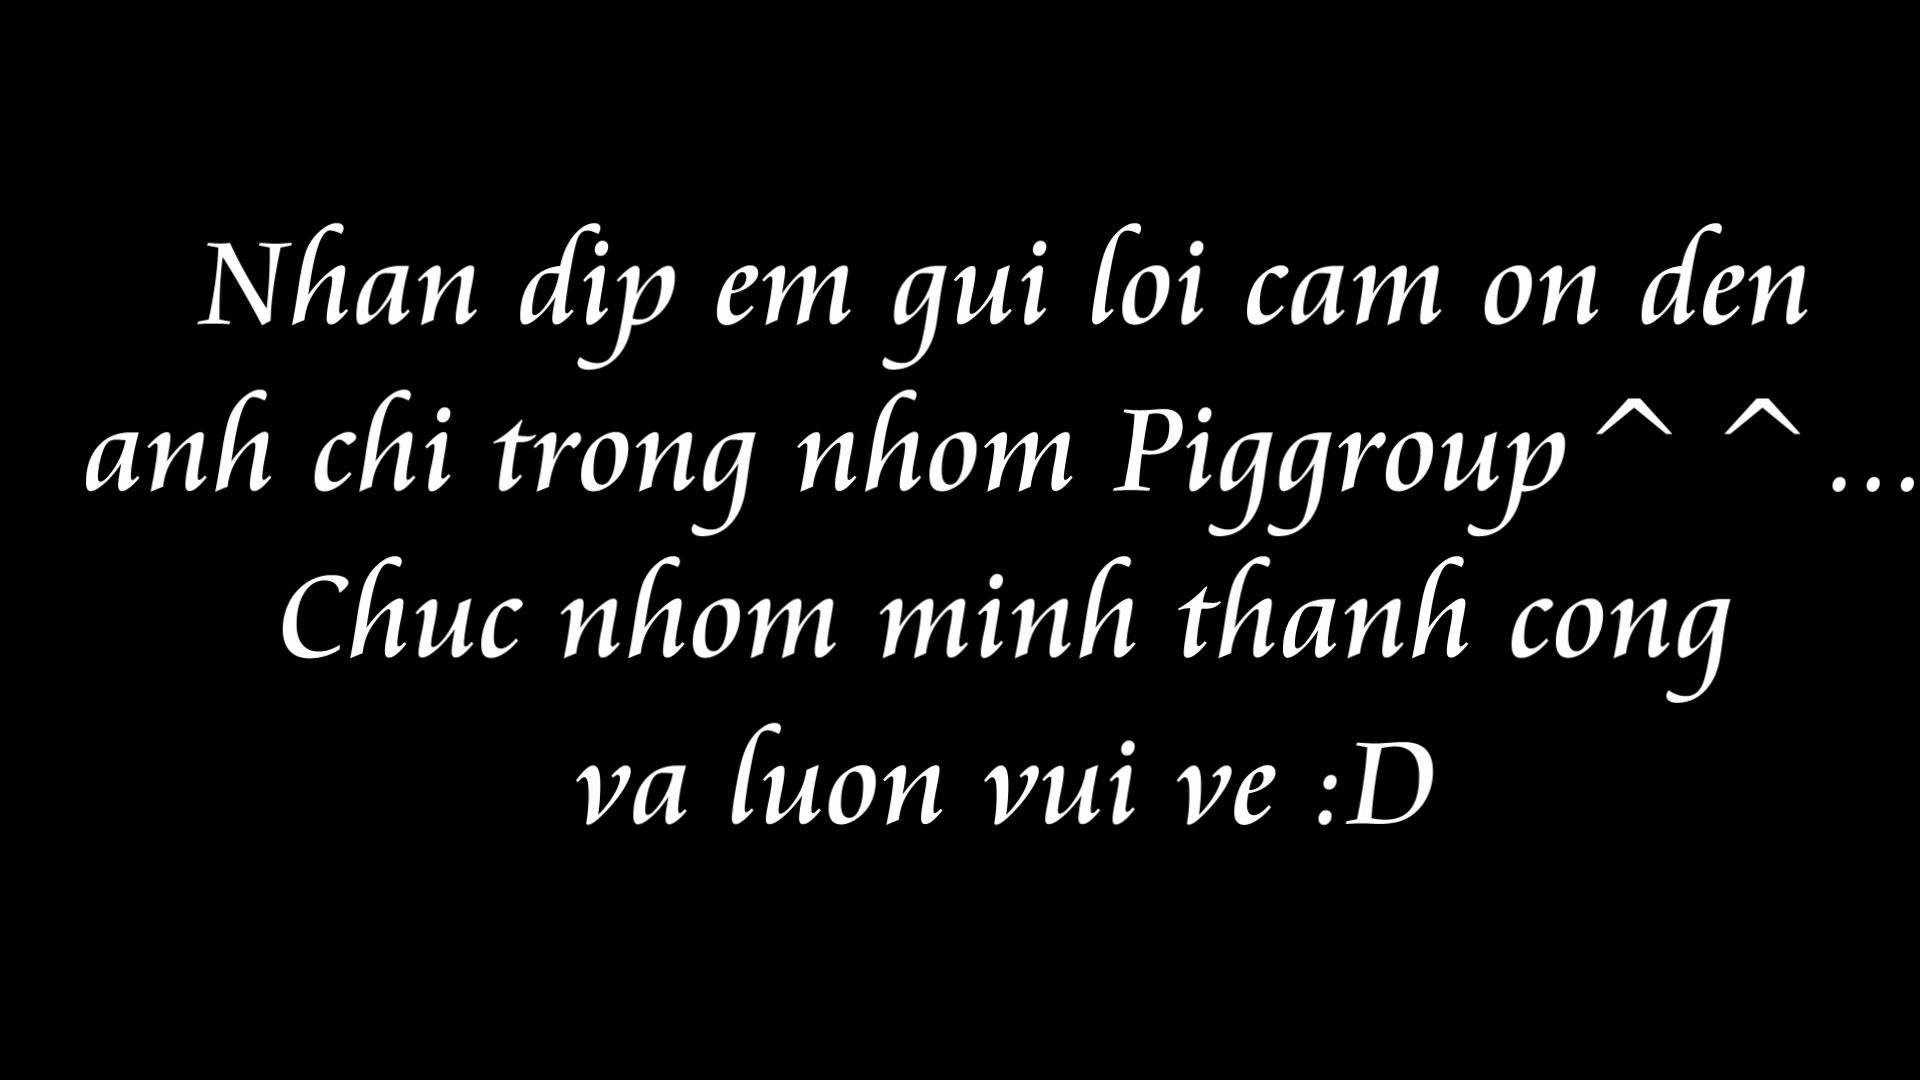 Nhan dip em gui loi cam on den
anh chi trong nhom Piggroup^^...
Chuc nhom minh thanh cong
va luon vui ve :D